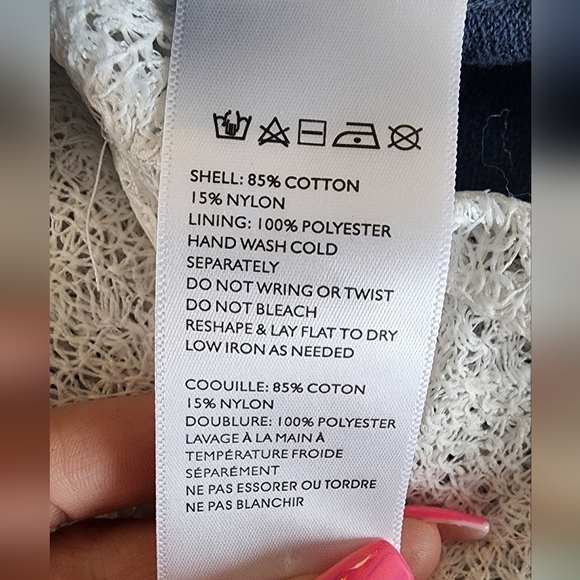 SHELL: 85% COTTON
15% NYLON
LINING: 100% POLYESTER
HAND WASH COLD
SEPARATELY
DO NOT WRING OR TWIST
DO NOT BLEACH
RESHAPE & LAY FLAT TO DRY
LOW IRON AS NEEDED
COOUILLE: 85% COTON
15% NYLON
DOUBLURE: 100% POLYESTER
LAVAGE À LA MAIN À
TEMPÉRATURE FROIDE
SÉPARÉMENT
NE PAS ESSORER OU TORDRE
NE PAS BLANCHIR